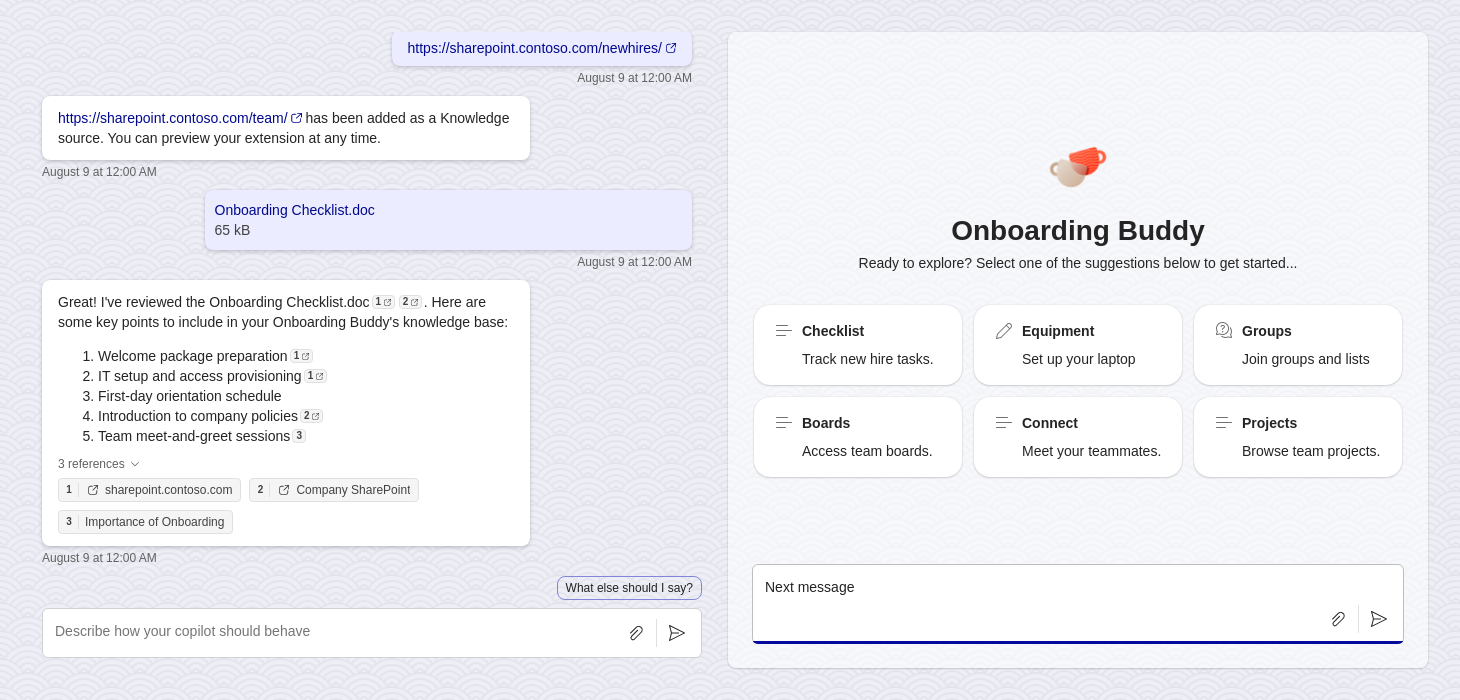 https://sharepoint.contoso.com/newhires/
August 9 at 12:00 AM
https://sharepoint.contoso.com/team/ has been added as a Knowledge
source. You can preview your extension at any time.
August 9 at 12:00 AM
Onboarding Checklist.doc
65 kB
August 9 at 12:00 AM
Great! I've reviewed the Onboarding Checklist.doc 1 2 . Here are
some key points to include in your Onboarding Buddy's knowledge base:
1. Welcome package preparation 1
2. IT setup and access provisioning 1
3. First-day orientation schedule
4. Introduction to company policies 2
5. Team meet-and-greet sessions 3
3 references
1 sharepoint.contoso.com
2 Company SharePoint
3 Importance of Onboarding
August 9 at 12:00 AM
What else should I say?
Describe how your copilot should behave
Onboarding Buddy
Ready to explore? Select one of the suggestions below to get started...
Checklist
Track new hire tasks.
Equipment
Set up your laptop
Groups
Join groups and lists
Boards
Access team boards.
Connect
Meet your teammates.
Projects
Browse team projects.
Next message